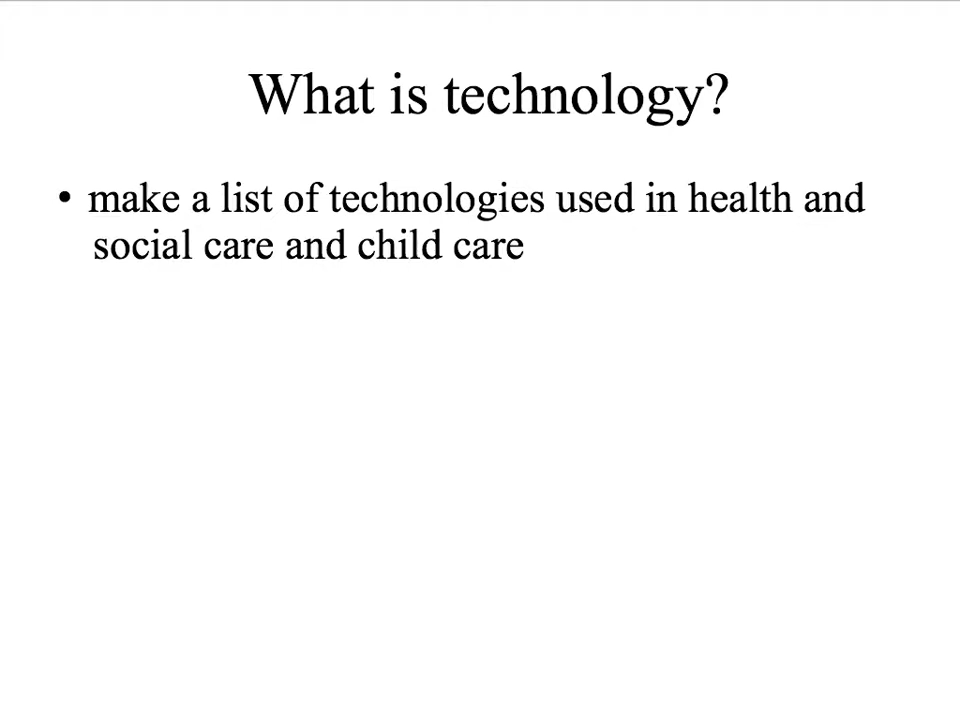 What is technology?
• make a list of technologies used in health and
social care and child care